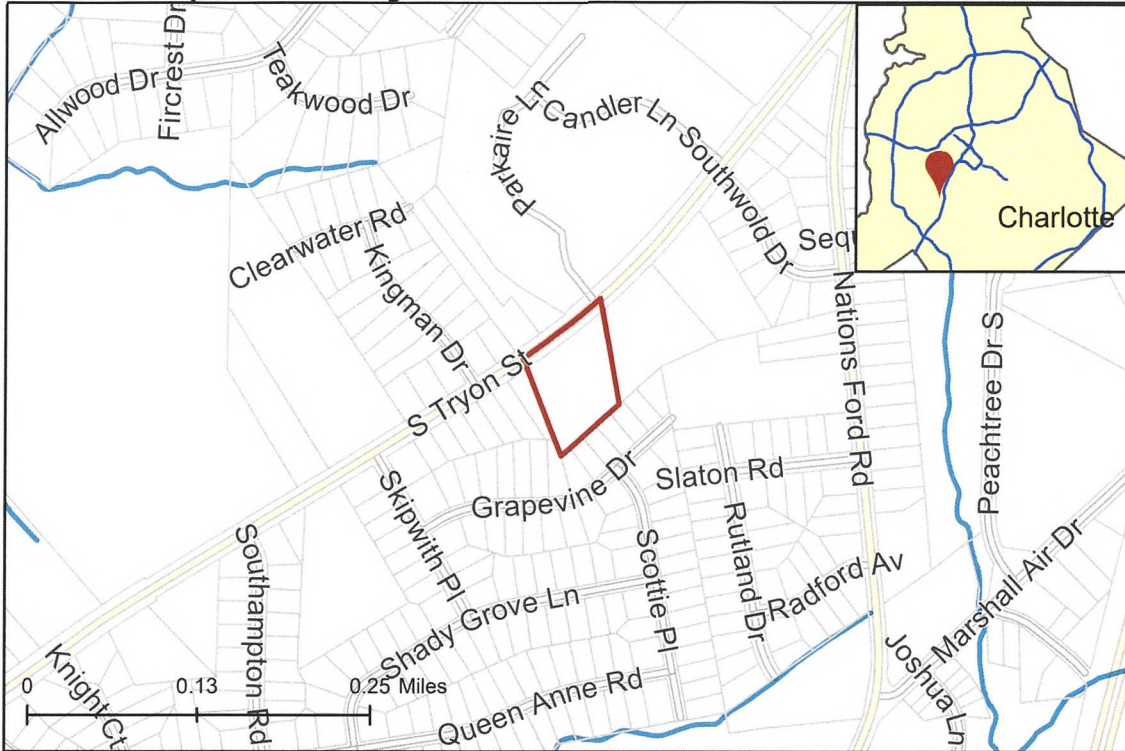 Allwood Dr
Fircrest Dr
Teakwood Dr
Parkaire Ln
Candler Ln
Southwold Dr
Charlotte
Clearwater Rd
Kingman Dr
Nations Ford Rd
S Tryon St
Peachtree Dr S
Grapevine Dr
Slaton Rd
Skipwith Pl
Scottie Pl
Rutland Dr
Radford Av
Southampton Rd
Shady Grove Ln
Marshall Air Dr
Knight Ct
Queen Anne Rd
Joshua Ln
0 0.13 0.25 Miles